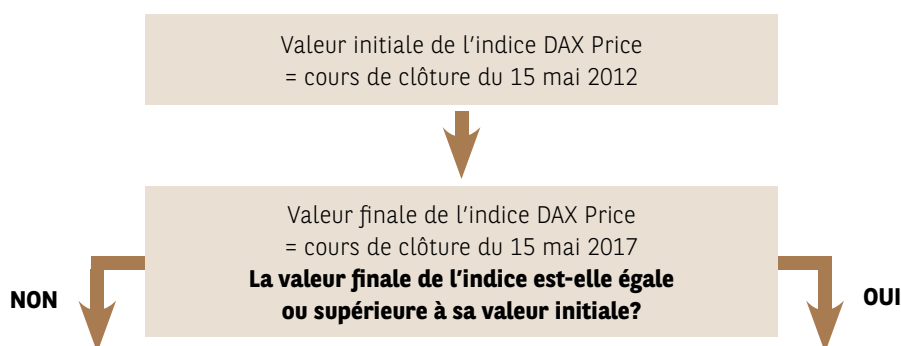 Valeur initiale de l'indice DAX Price
= cours de clôture du 15 mai 2012
Valeur finale de l'indice DAX Price
= cours de clôture du 15 mai 2017
La valeur finale de l'indice est-elle égale
ou supérieure à sa valeur initiale?
NON
OUI